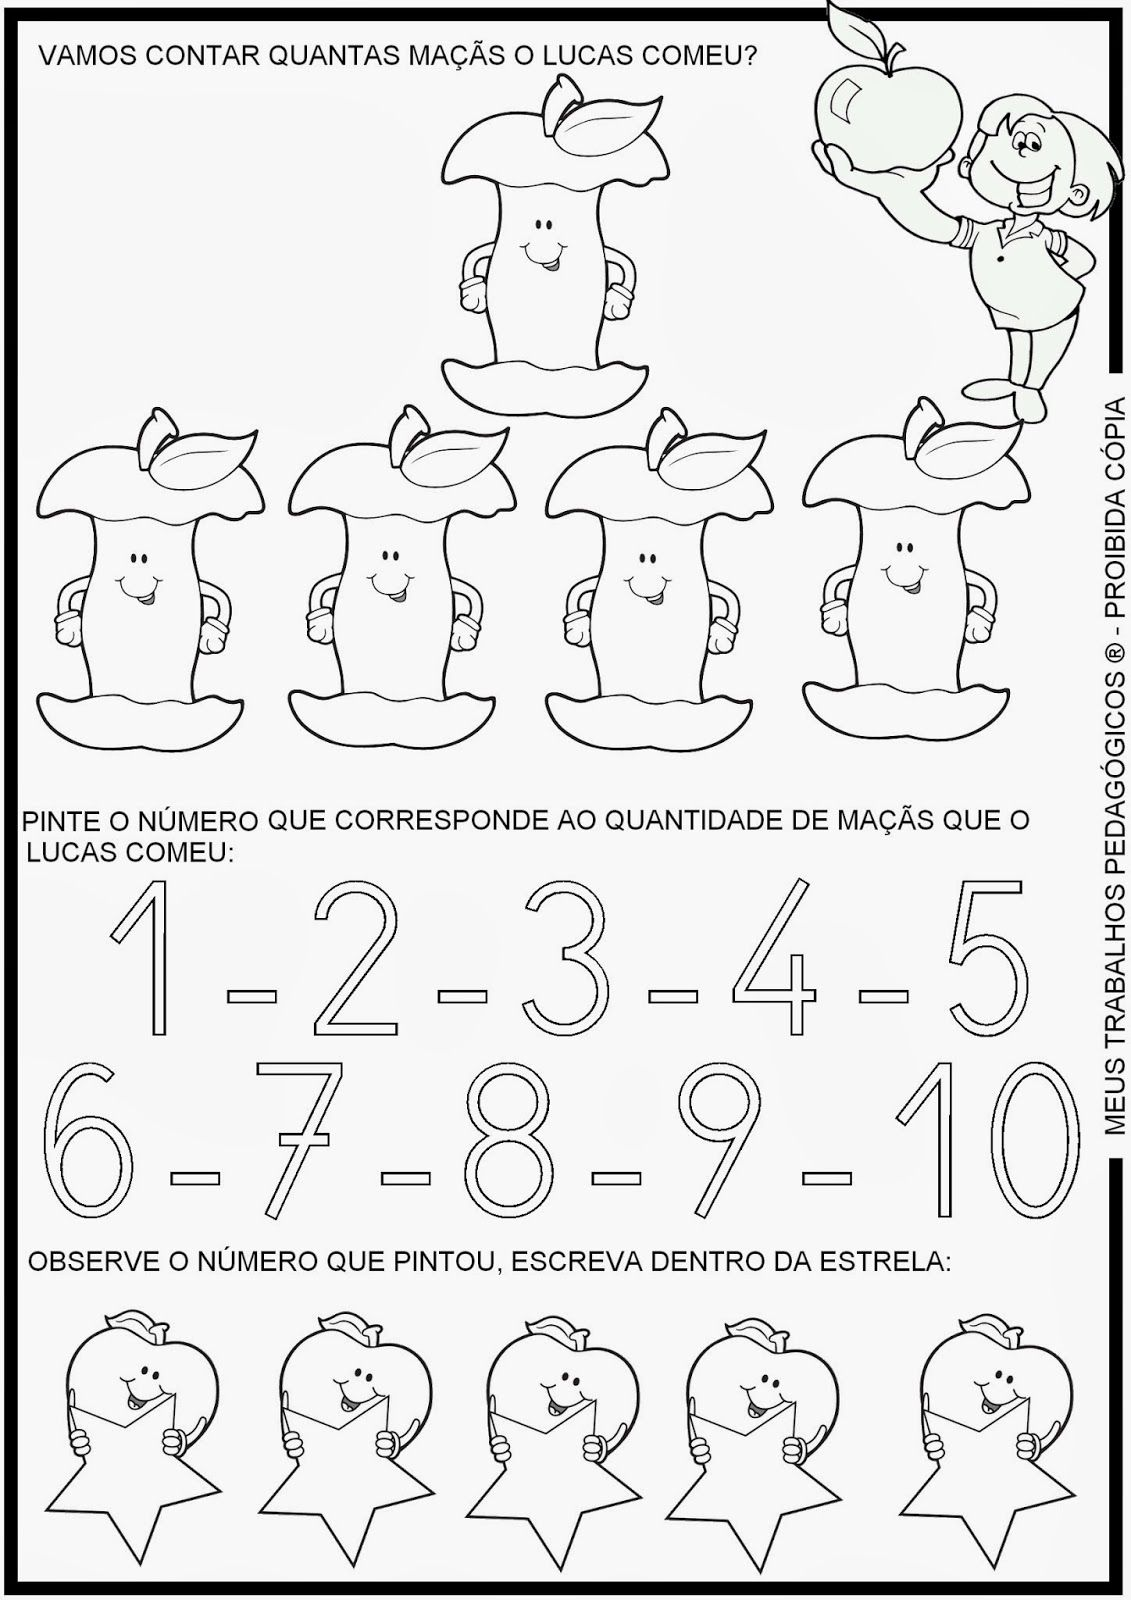 VAMOS CONTAR QUANTAS MAÇÃS O LUCAS COMEU?
PINTE O NÚMERO QUE CORRESPONDE AO QUANTIDADE DE MAÇÃS QUE O
LUCAS COMEU:
1 - 2 - 3 - 4 - 5
6 - 7 - 8 - 9 - 10
OBSERVE O NÚMERO QUE PINTOU, ESCREVA DENTRO DA ESTRELA:
MEUS TRABALHOS PEDAGÓGICOS ® - PROIBIDA CÓPIA